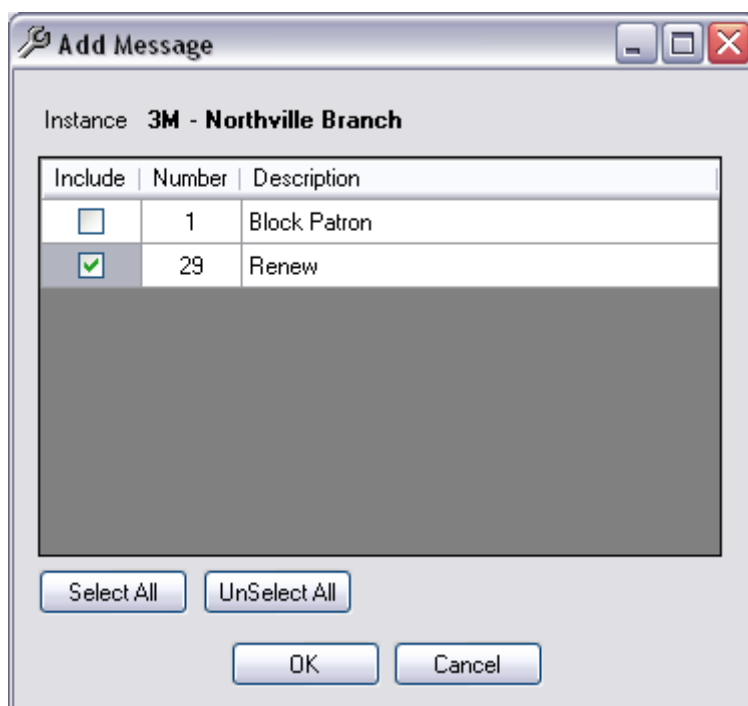 Add Message
Instance 3M - Northville Branch
Include Number Description
1 Block Patron
29 Renew
Select All UnSelect All
OK Cancel